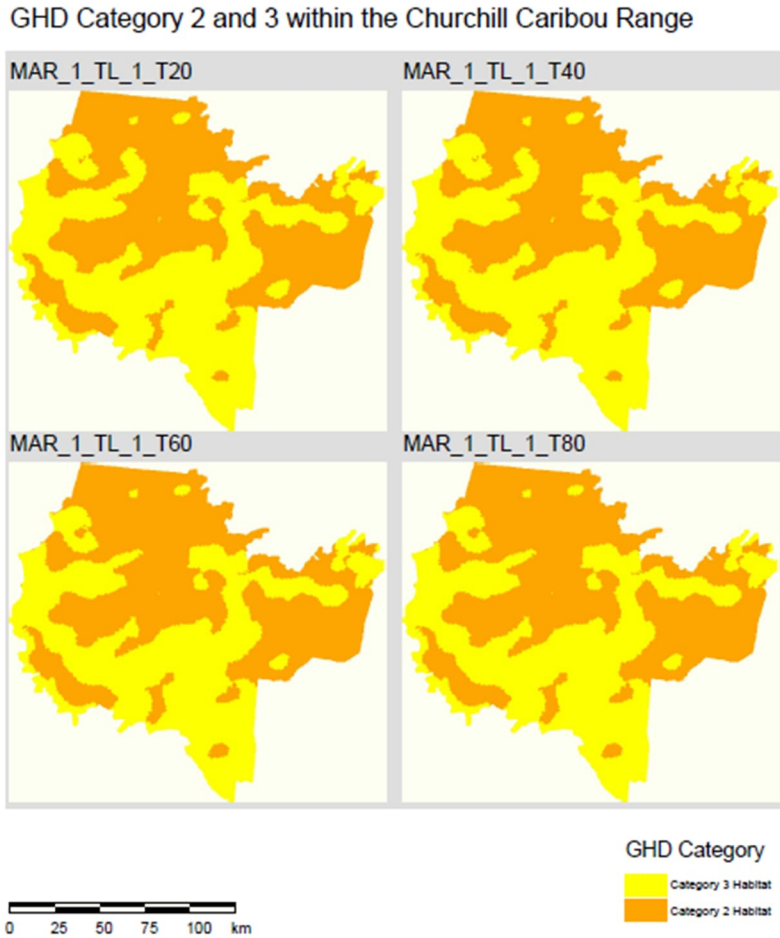 GHD Category 2 and 3 within the Churchill Caribou Range
MAR_1_TL_1_T20
MAR_1_TL_1_T40
MAR_1_TL_1_T60
MAR_1_TL_1_T80
GHD Category
Category 3 Habitat
Category 2 Habitat
0 25 50 75 100 km